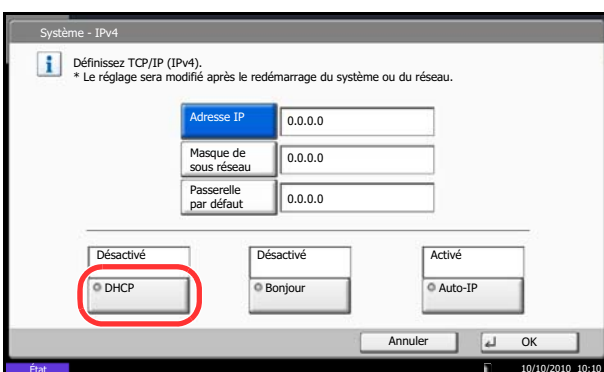 Système - IPv4
Définissez TCP/IP (IPv4).
* Le réglage sera modifié après le redémarrage du système ou du réseau.
Adresse IP
0.0.0.0
Masque de
sous réseau
0.0.0.0
Passerelle
par défaut
0.0.0.0
Désactivé
Désactivé
Activé
DHCP
Bonjour
Auto-IP
Annuler
OK
État
10/10/2010 10:10